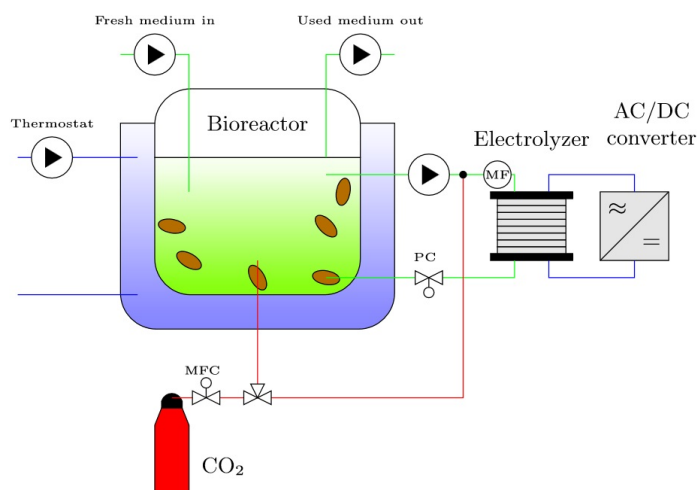 Fresh medium in
Used medium out
Thermostat
Bioreactor
AC/DC
converter
Electrolyzer
MF
≈
=
PC
MFC
CO₂